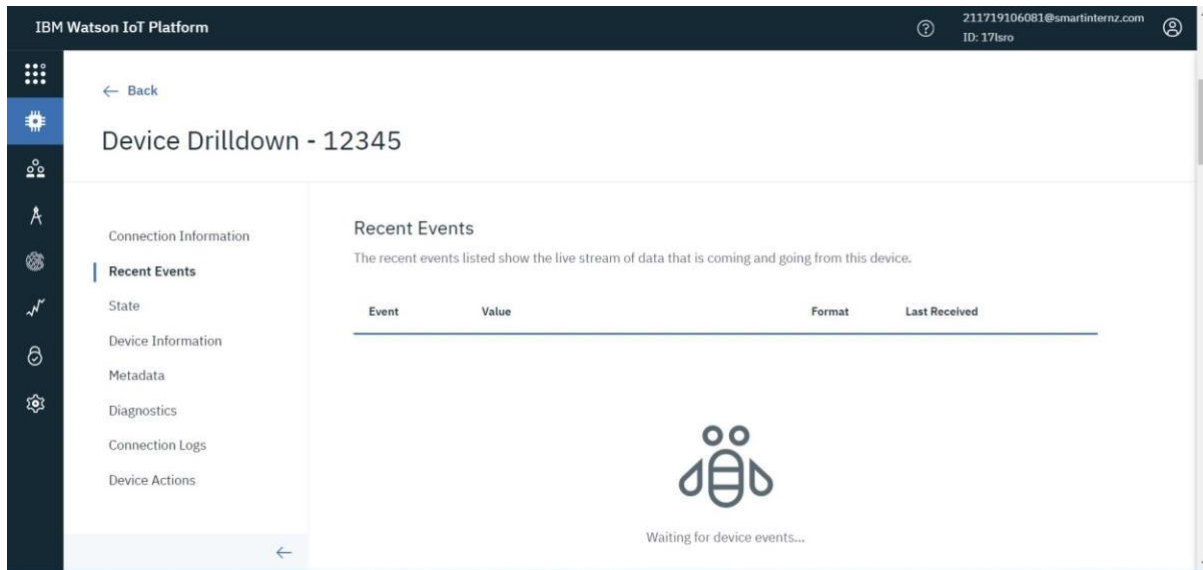 IBM Watson IoT Platform
211719106081@smartinternz.com
ID: 17lsro
← Back
Device Drilldown - 12345
Connection Information
Recent Events
State
Device Information
Metadata
Diagnostics
Connection Logs
Device Actions
Recent Events
The recent events listed show the live stream of data that is coming and going from this device.
Event Value Format Last Received
Waiting for device events...